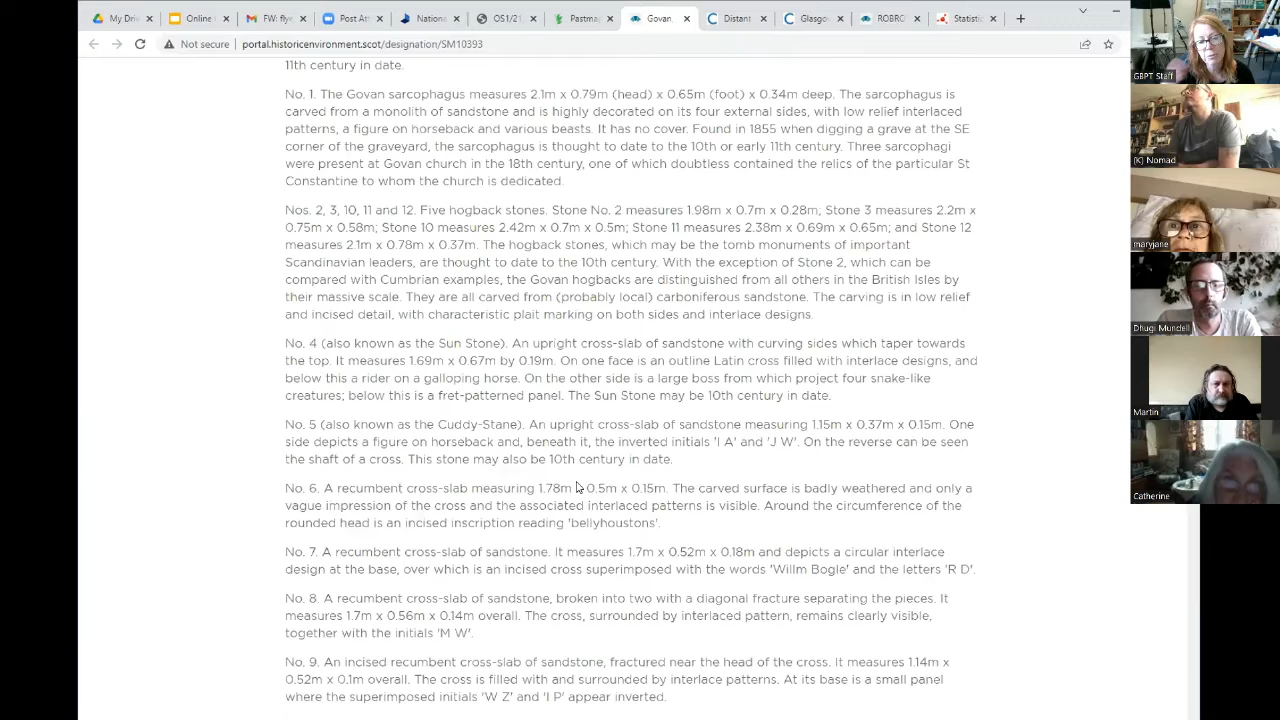 My Driv
Online
FW: flye
Post Ath
Nationa
OS1/21
Pastmap
Govan,
Distant
Glasgow
ROBRO
Statistic
Not secure
portal.historicenvironment.scot/designation/SM10393
11th century in date.
No. 1. The Govan sarcophagus measures 2.1m x 0.79m (head) x 0.65m (foot) x 0.34m deep. The sarcophagus is
carved from a monolith of sandstone and is highly decorated on its four external sides, with low relief interlaced
patterns, a figure on horseback and various beasts. It has no cover. Found in 1855 when digging a grave at the SE
corner of the graveyard, the sarcophagus is thought to date to the 10th or early 11th century. Three sarcophagi
were present at Govan church in the 18th century, one of which doubtless contained the relics of the particular St
Constantine to whom the church is dedicated.
Nos. 2, 3, 10, 11 and 12. Five hogback stones. Stone No. 2 measures 1.98m x 0.7m x 0.28m; Stone 3 measures 2.2m x
0.75m x 0.58m; Stone 10 measures 2.42m x 0.7m x 0.5m; Stone 11 measures 2.38m x 0.69m x 0.65m; and Stone 12
measures 2.1m x 0.78m x 0.37m. The hogback stones, which may be the tomb monuments of important
Scandinavian leaders, are thought to date to the 10th century. With the exception of Stone 2, which can be
compared with Cumbrian examples, the Govan hogbacks are distinguished from all others in the British Isles by
their massive scale. They are all carved from (probably local) carboniferous sandstone. The carving is in low relief
and incised detail, with characteristic plait marking on both sides and interlace designs.
No. 4 (also known as the Sun Stone). An upright cross-slab of sandstone with curving sides which taper towards
the top. It measures 1.69m x 0.67m by 0.19m. On one face is an outline Latin cross filled with interlace designs, and
below this a rider on a galloping horse. On the other side is a large boss from which project four snake-like
creatures; below this is a fret-patterned panel. The Sun Stone may be 10th century in date.
No. 5 (also known as the Cuddy-Stane). An upright cross-slab of sandstone measuring 1.15m x 0.37m x 0.15m. One
side depicts a figure on horseback and, beneath it, the inverted initials 'I A' and 'J W'. On the reverse can be seen
the shaft of a cross. This stone may also be 10th century in date.
No. 6. A recumbent cross-slab measuring 1.78m x 0.5m x 0.15m. The carved surface is badly weathered and only a
vague impression of the cross and the associated interlaced patterns is visible. Around the circumference of the
rounded head is an incised inscription reading 'bellyhoustons'.
No. 7. A recumbent cross-slab of sandstone. It measures 1.7m x 0.52m x 0.18m and depicts a circular interlace
design at the base, over which is an incised cross superimposed with the words 'Willm Bogle' and the letters 'R D'.
No. 8. A recumbent cross-slab of sandstone, broken into two with a diagonal fracture separating the pieces. It
measures 1.7m x 0.56m x 0.14m overall. The cross, surrounded by interlaced pattern, remains clearly visible,
together with the initials 'M W'.
No. 9. An incised recumbent cross-slab of sandstone, fractured near the head of the cross. It measures 1.14m x
0.52m x 0.1m overall. The cross is filled with and surrounded by interlace patterns. At its base is a small panel
where the superimposed initials 'W Z' and 'I P' appear inverted.
GBPT Staff
(K) Nomad
maryjane
Dhugi Mundell
Martin
Catherine